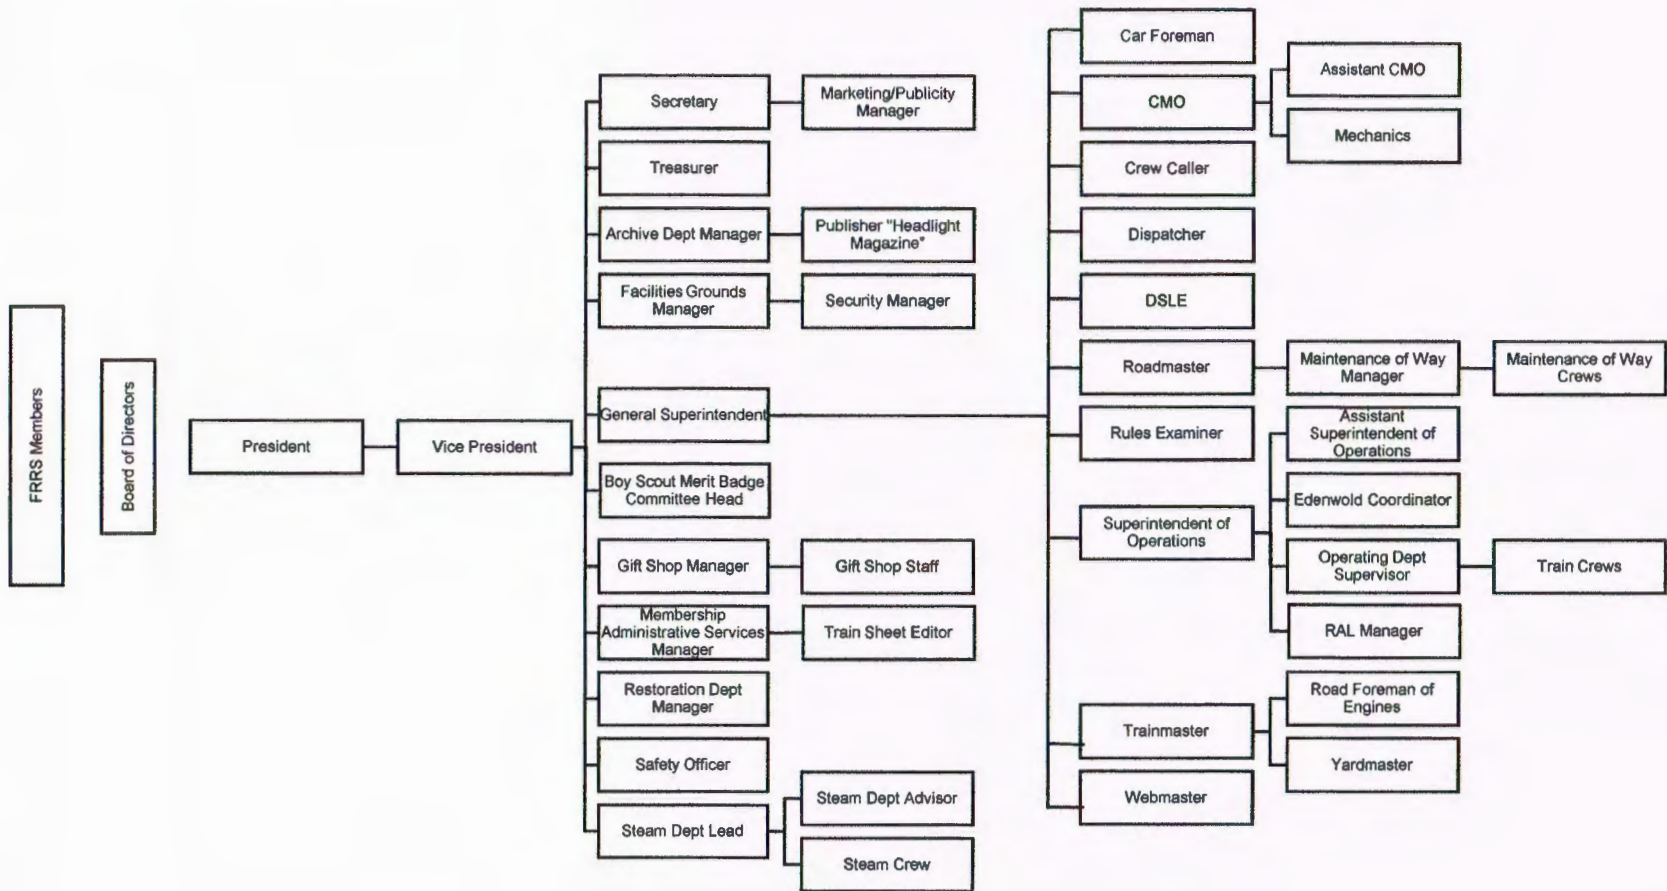 FRRS Members
Board of Directors
President
Vice President
Secretary
Marketing/Publicity
Manager
Treasurer
Archive Dept Manager
Publisher "Headlight
Magazine"
Facilities Grounds
Manager
Security Manager
General Superintendent
Boy Scout Merit Badge
Committee Head
Gift Shop Manager
Gift Shop Staff
Membership
Administrative Services
Manager
Train Sheet Editor
Restoration Dept
Manager
Safety Officer
Steam Dept Lead
Steam Dept Advisor
Steam Crew
Car Foreman
CMO
Assistant CMO
Mechanics
Crew Caller
Dispatcher
DSLE
Roadmaster
Maintenance of Way
Manager
Maintenance of Way
Crews
Rules Examiner
Superintendent of
Operations
Assistant
Superintendent of
Operations
Edenwold Coordinator
Operating Dept
Supervisor
Train Crews
RAL Manager
Trainmaster
Road Foreman of
Engines
Yardmaster
Webmaster